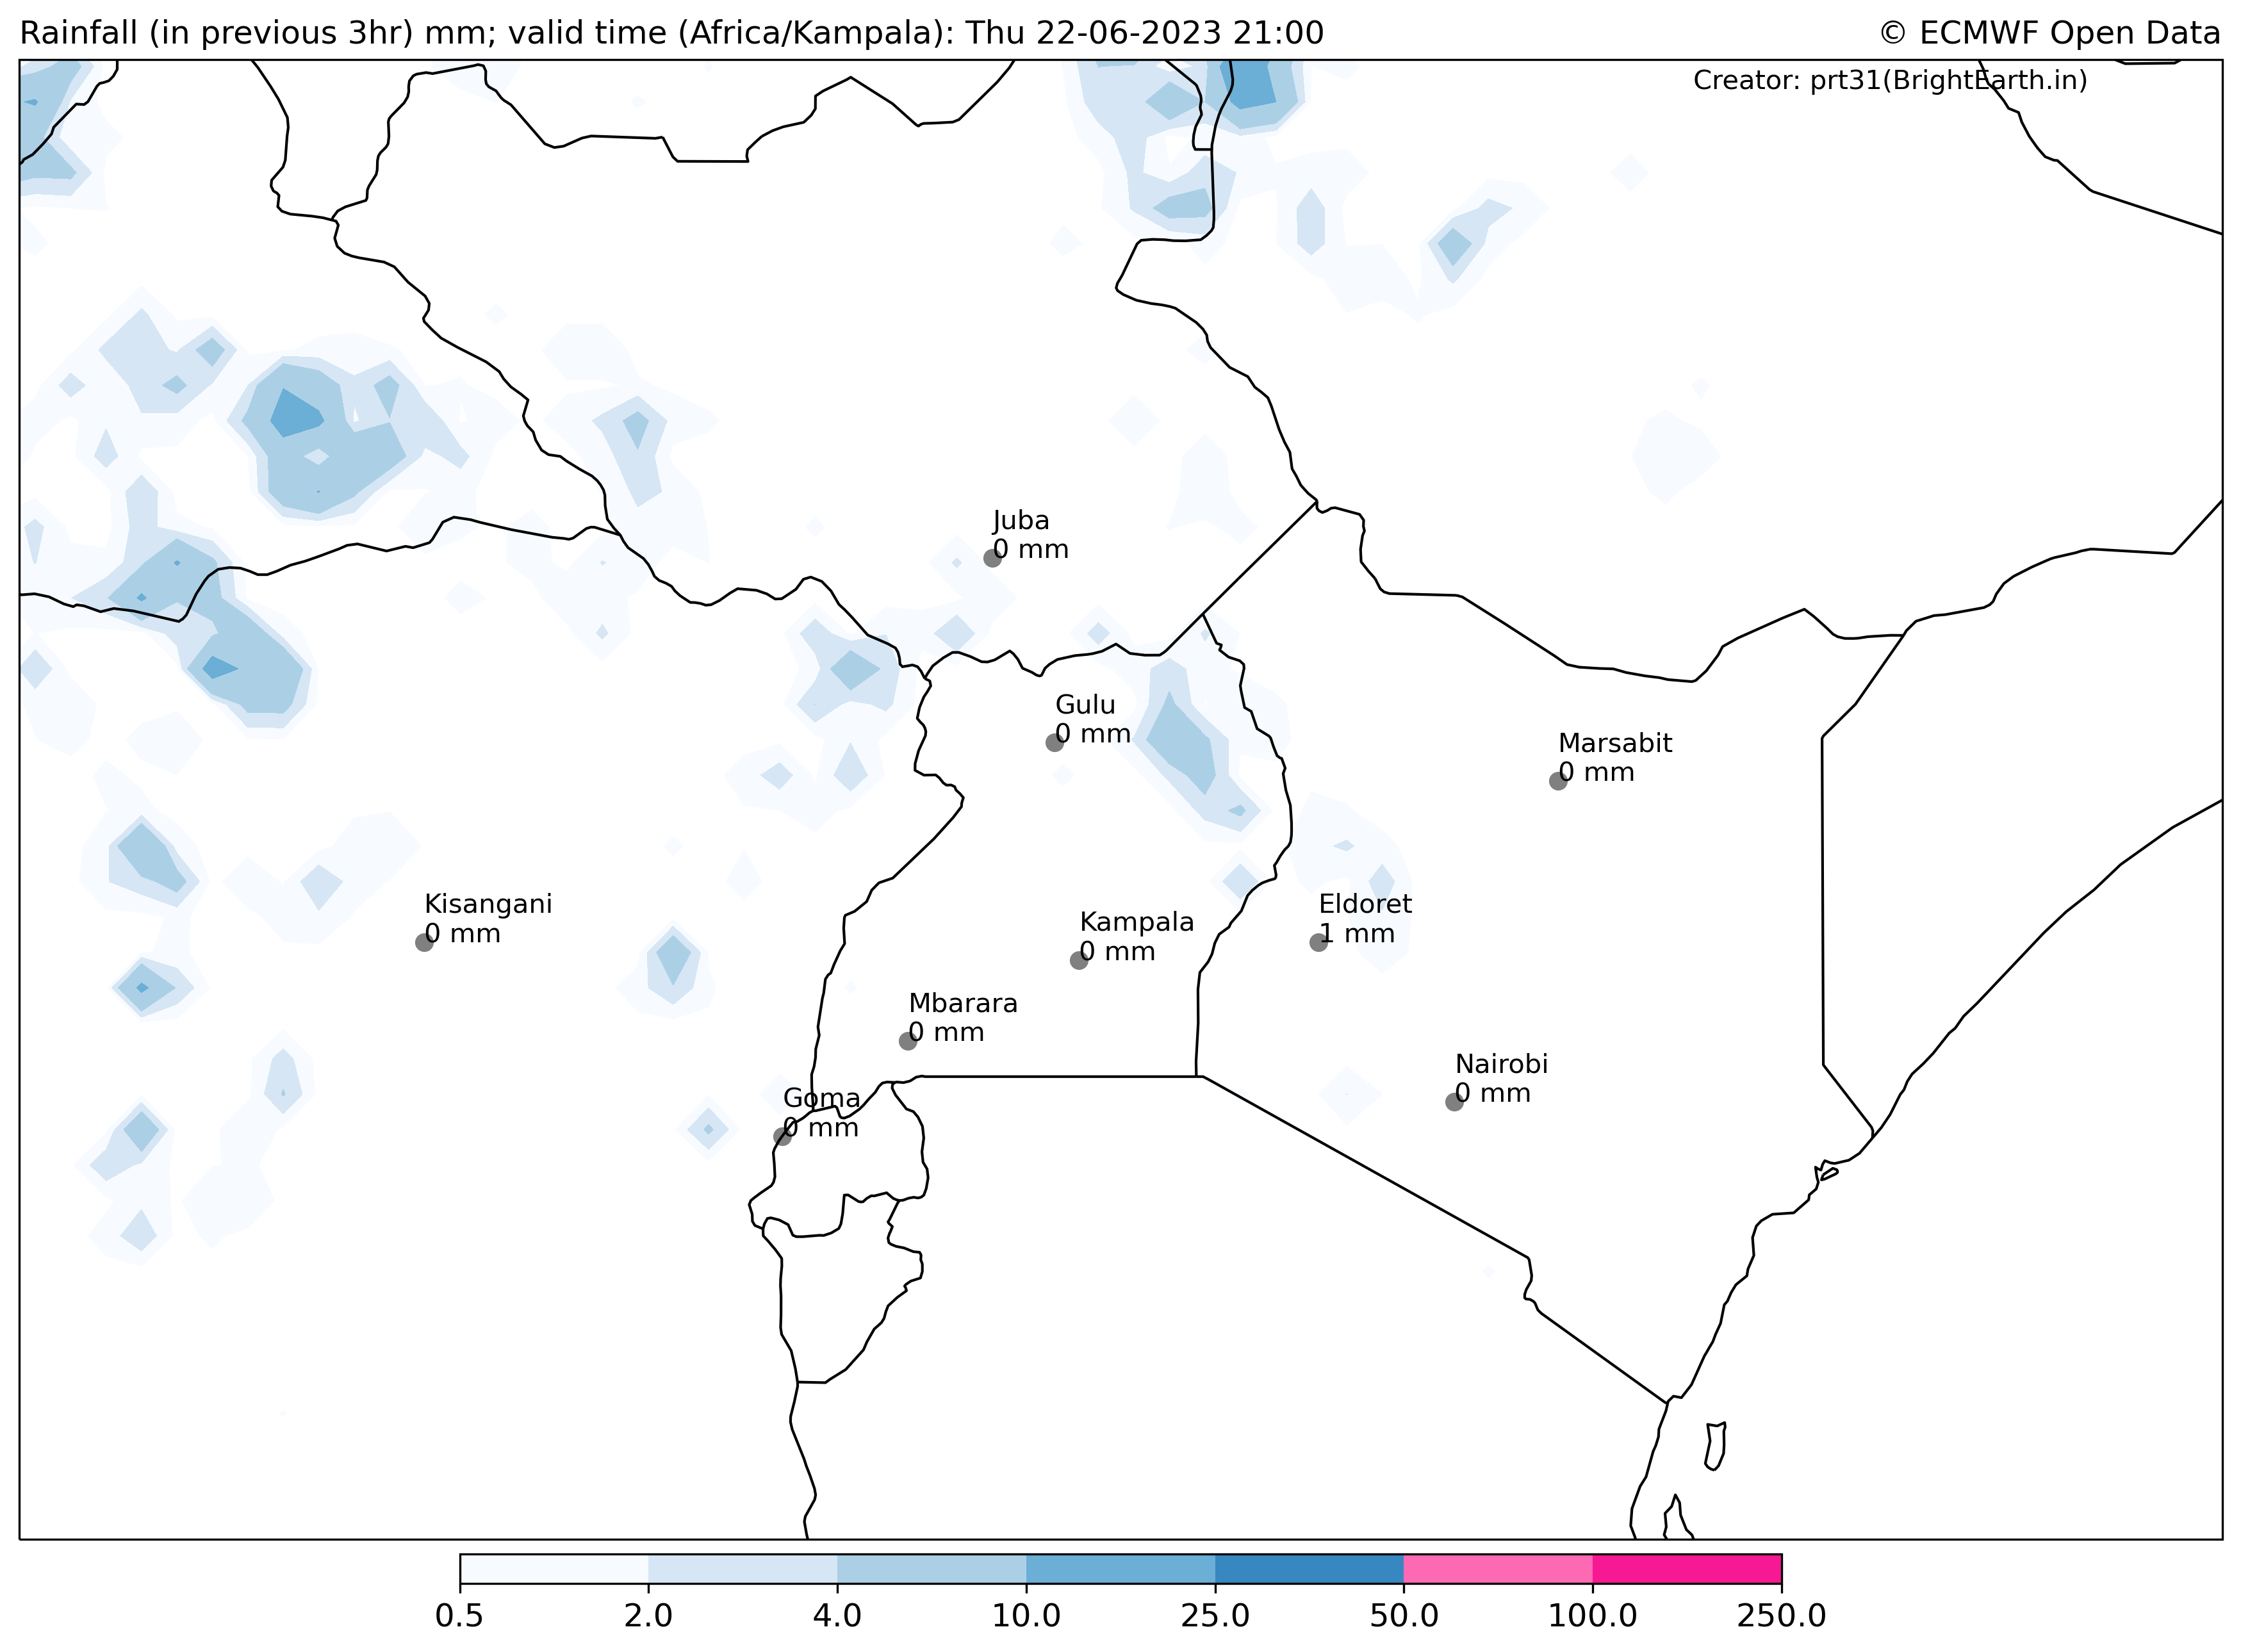 Rainfall (in previous 3hr) mm; valid time (Africa/Kampala): Thu 22-06-2023 21:00
© ECMWF Open Data
Creator: prt31(BrightEarth.in)
Juba
0 mm
Gulu
0 mm
Marsabit
0 mm
Kisangani
0 mm
Kampala
0 mm
Eldoret
1 mm
Mbarara
0 mm
Nairobi
0 mm
Goma
0 mm
0.5 2.0 4.0 10.0 25.0 50.0 100.0 250.0